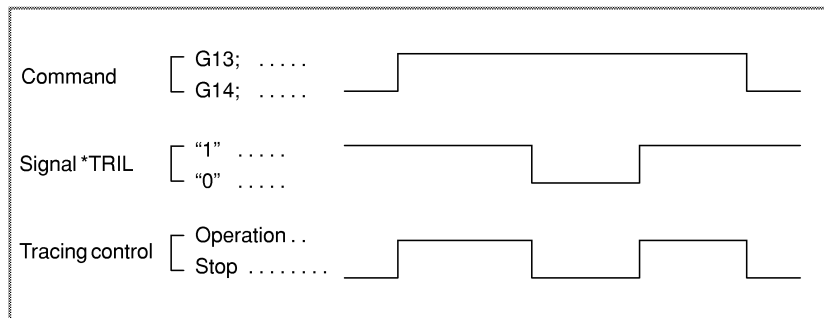 G13; . . . . .
Command
G14; . . . . .
“1” . . . . .
Signal *TRIL
“0” . . . . .
Operation . .
Tracing control
Stop . . . . . . . .